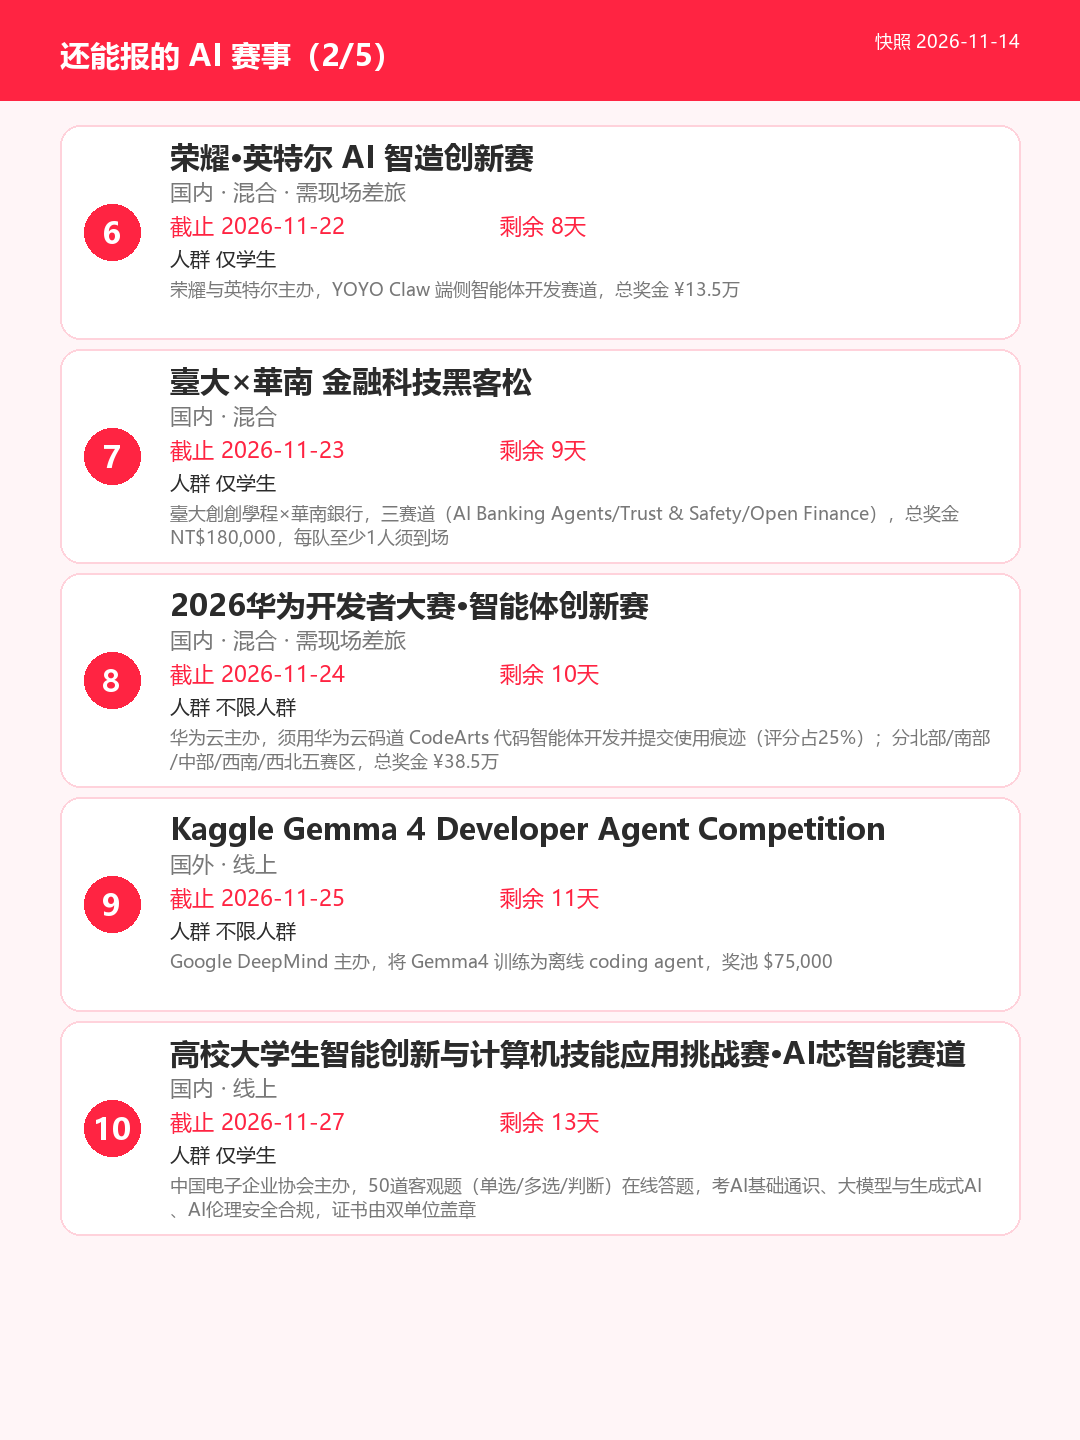 还能报的 AI 赛事（2/5）
快照 2026-11-14
荣耀•英特尔 AI 智造创新赛
国内 · 混合 · 需现场差旅
6
截止 2026-11-22 剩余 8天
人群 仅学生
荣耀与英特尔主办，YOYO Claw 端侧智能体开发赛道，总奖金 ¥13.5万
臺大×華南 金融科技黑客松
国内 · 混合
7
截止 2026-11-23 剩余 9天
人群 仅学生
臺大創創學程×華南銀行，三赛道（AI Banking Agents/Trust & Safety/Open Finance），总奖金
NT$180,000，每队至少1人须到场
2026华为开发者大赛•智能体创新赛
国内 · 混合 · 需现场差旅
8
截止 2026-11-24 剩余 10天
人群 不限人群
华为云主办，须用华为云码道 CodeArts 代码智能体开发并提交使用痕迹（评分占25%）；分北部/南部
/中部/西南/西北五赛区，总奖金 ¥38.5万
Kaggle Gemma 4 Developer Agent Competition
国外 · 线上
9
截止 2026-11-25 剩余 11天
人群 不限人群
Google DeepMind 主办，将 Gemma4 训练为离线 coding agent，奖池 $75,000
高校大学生智能创新与计算机技能应用挑战赛•AI芯智能赛道
国内 · 线上
10
截止 2026-11-27 剩余 13天
人群 仅学生
中国电子企业协会主办，50道客观题（单选/多选/判断）在线答题，考AI基础通识、大模型与生成式AI
、AI伦理安全合规，证书由双单位盖章